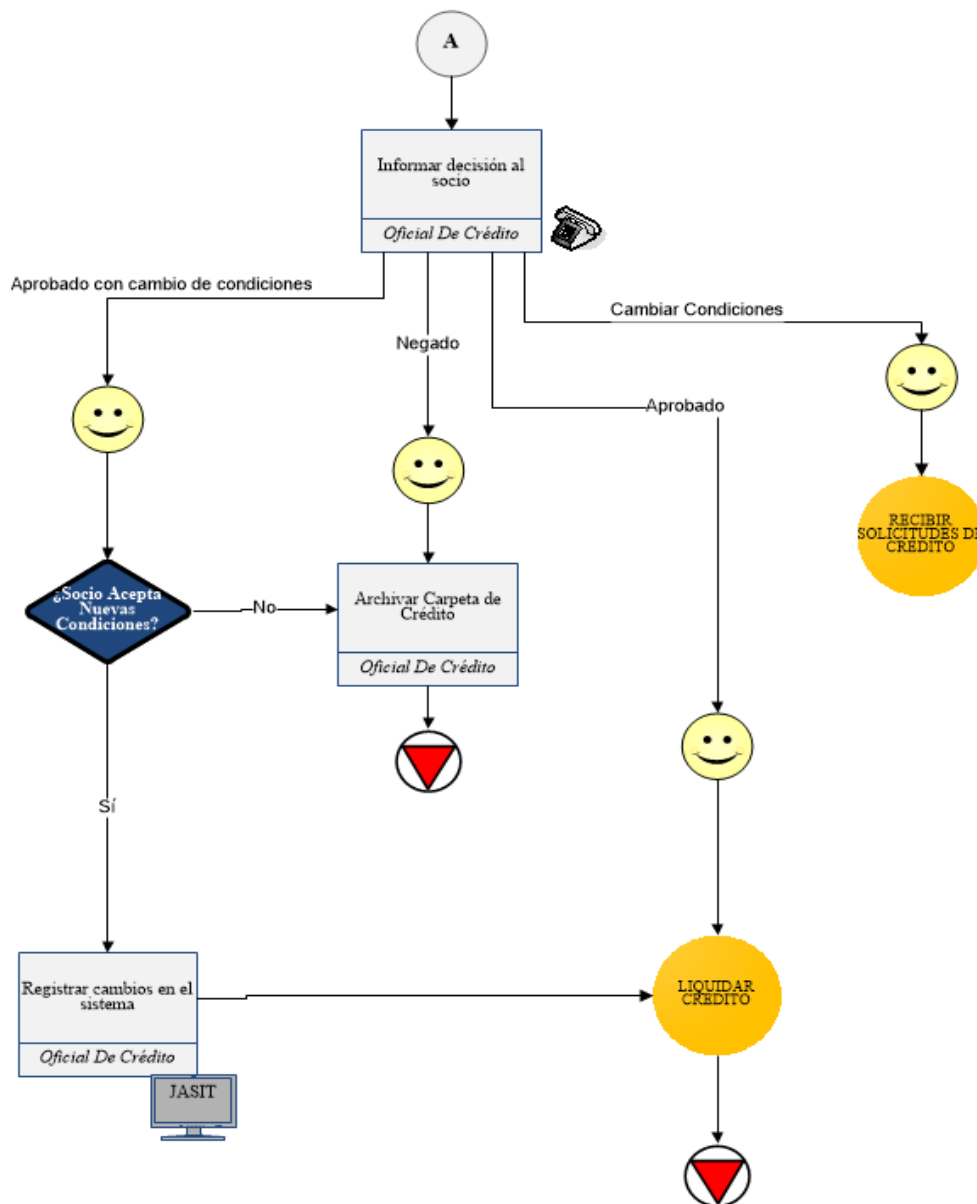 A
Informar decisión al
socio
Oficial De Crédito
Aprobado con cambio de condiciones
Negado
Cambiar Condiciones
Aprobado
RECIBIR
SOLICITUDES DE
CRÉDITO
¿Socio Acepta
Nuevas
Condiciones?
No
Archivar Carpeta de
Crédito
Oficial De Crédito
Sí
Registrar cambios en el
sistema
Oficial De Crédito
JASIT
LIQUIDAR
CRÉDITO